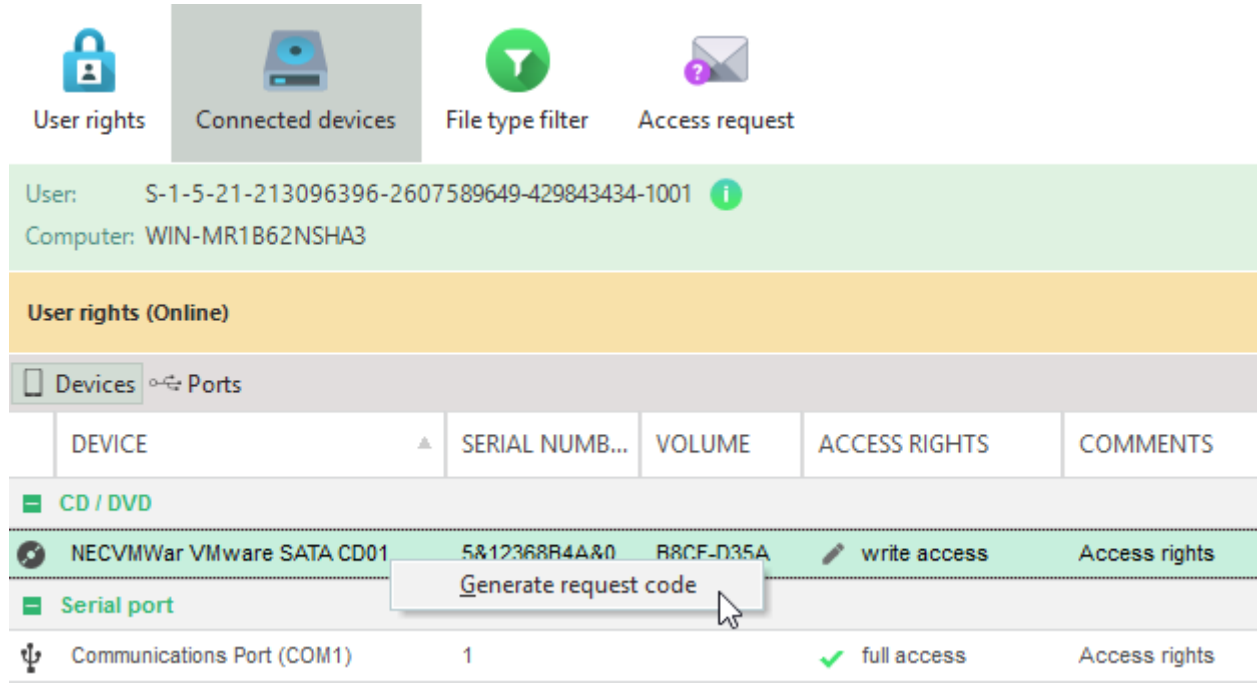 User rights Connected devices File type filter Access request
User: S-1-5-21-213096396-2607589649-429843434-1001
Computer: WIN-MR1B62NSHA3
User rights (Online)
Devices Ports
DEVICE SERIAL NUMB... VOLUME ACCESS RIGHTS COMMENTS
CD / DVD
NECVMWar VMware SATA CD01 5&12368B4A&0 B8CF-D35A write access Access rights
Generate request code
Serial port
Communications Port (COM1) 1 full access Access rights